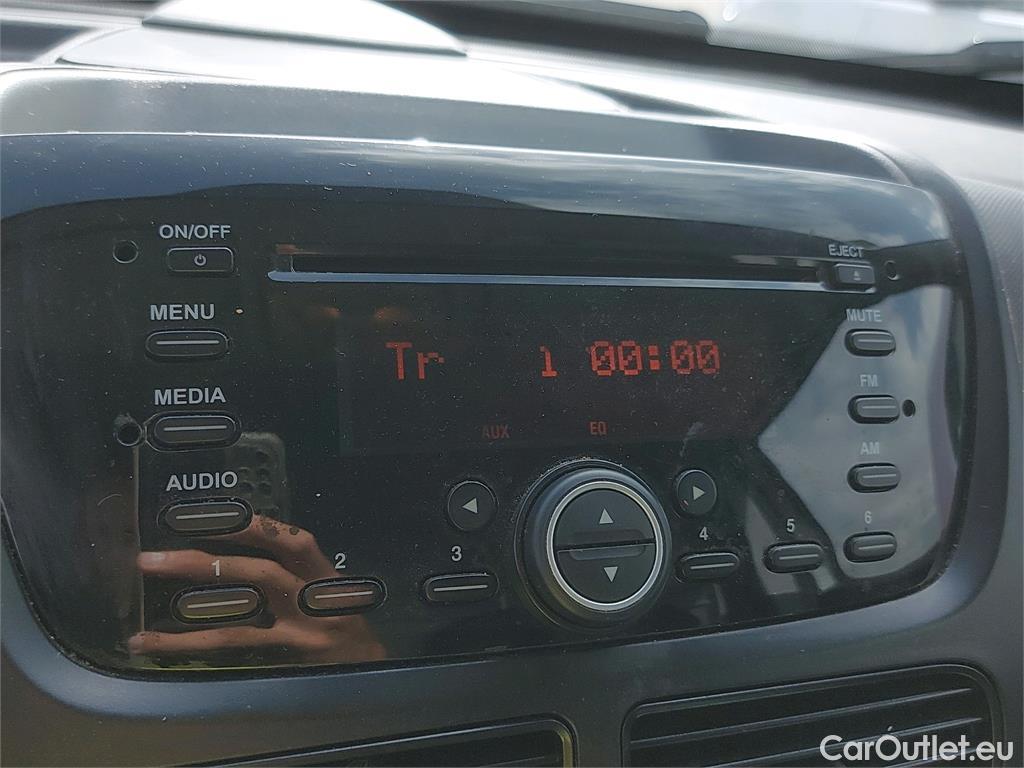 ON/OFF
EJECT
MENU
MUTE
Tr 1 00:00
FM
MEDIA
AUX EQ
AM
AUDIO
1 2 3 4 5 6
CarOutlet.eu